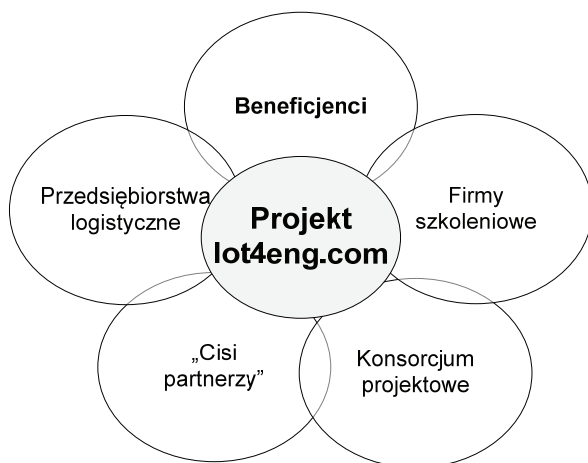 Beneficjenci
Przedsiębiorstwa
logistyczne
Firmy
szkoleniowe
Projekt
lot4eng.com
„Cisi
partnerzy”
Konsorcjum
projektowe